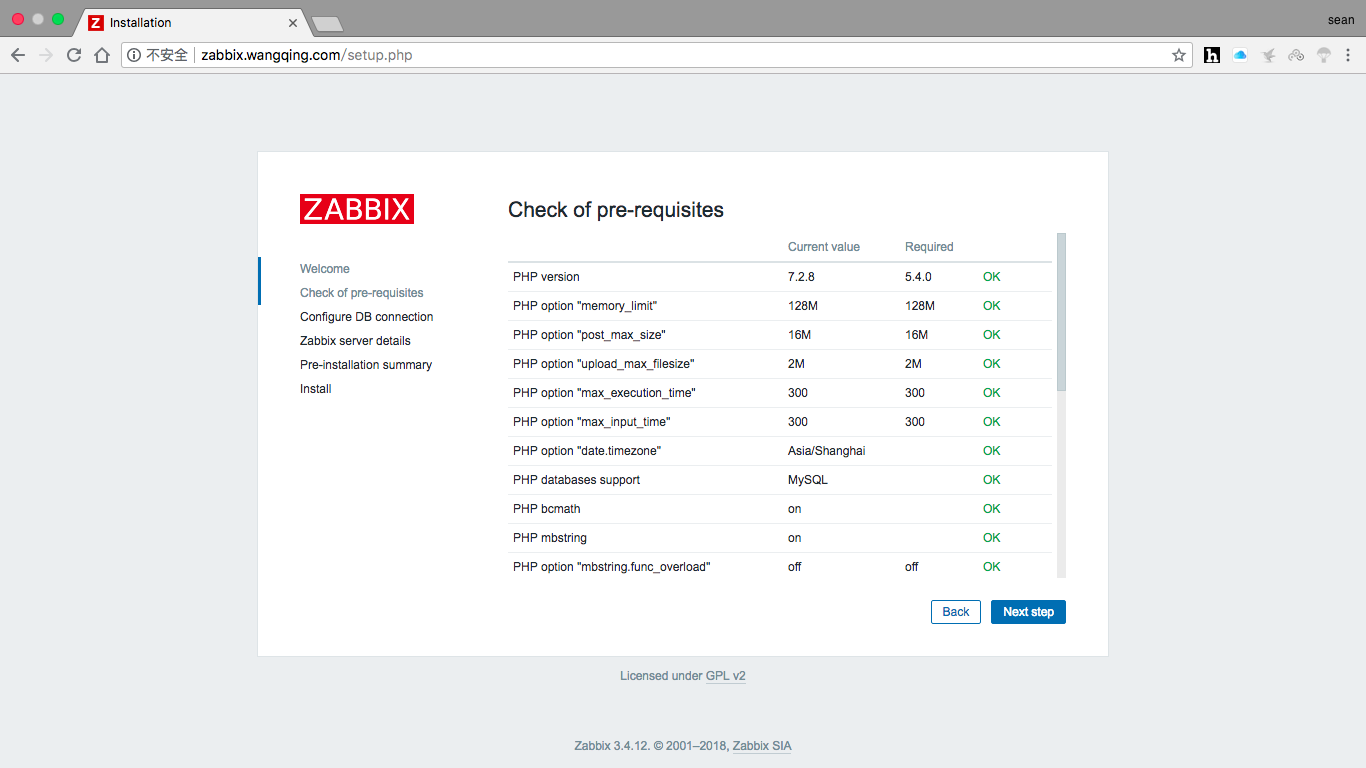 Installation
sean
不安全 zabbix.wangqing.com/setup.php
ZABBIX
Welcome
Check of pre-requisites
Configure DB connection
Zabbix server details
Pre-installation summary
Install
Check of pre-requisites
Current value Required
PHP version 7.2.8 5.4.0 OK
PHP option "memory_limit" 128M 128M OK
PHP option "post_max_size" 16M 16M OK
PHP option "upload_max_filesize" 2M 2M OK
PHP option "max_execution_time" 300 300 OK
PHP option "max_input_time" 300 300 OK
PHP option "date.timezone" Asia/Shanghai OK
PHP databases support MySQL OK
PHP bcmath on OK
PHP mbstring on OK
PHP option "mbstring.func_overload" off off OK
Back Next step
Licensed under GPL v2
Zabbix 3.4.12. © 2001–2018, Zabbix SIA